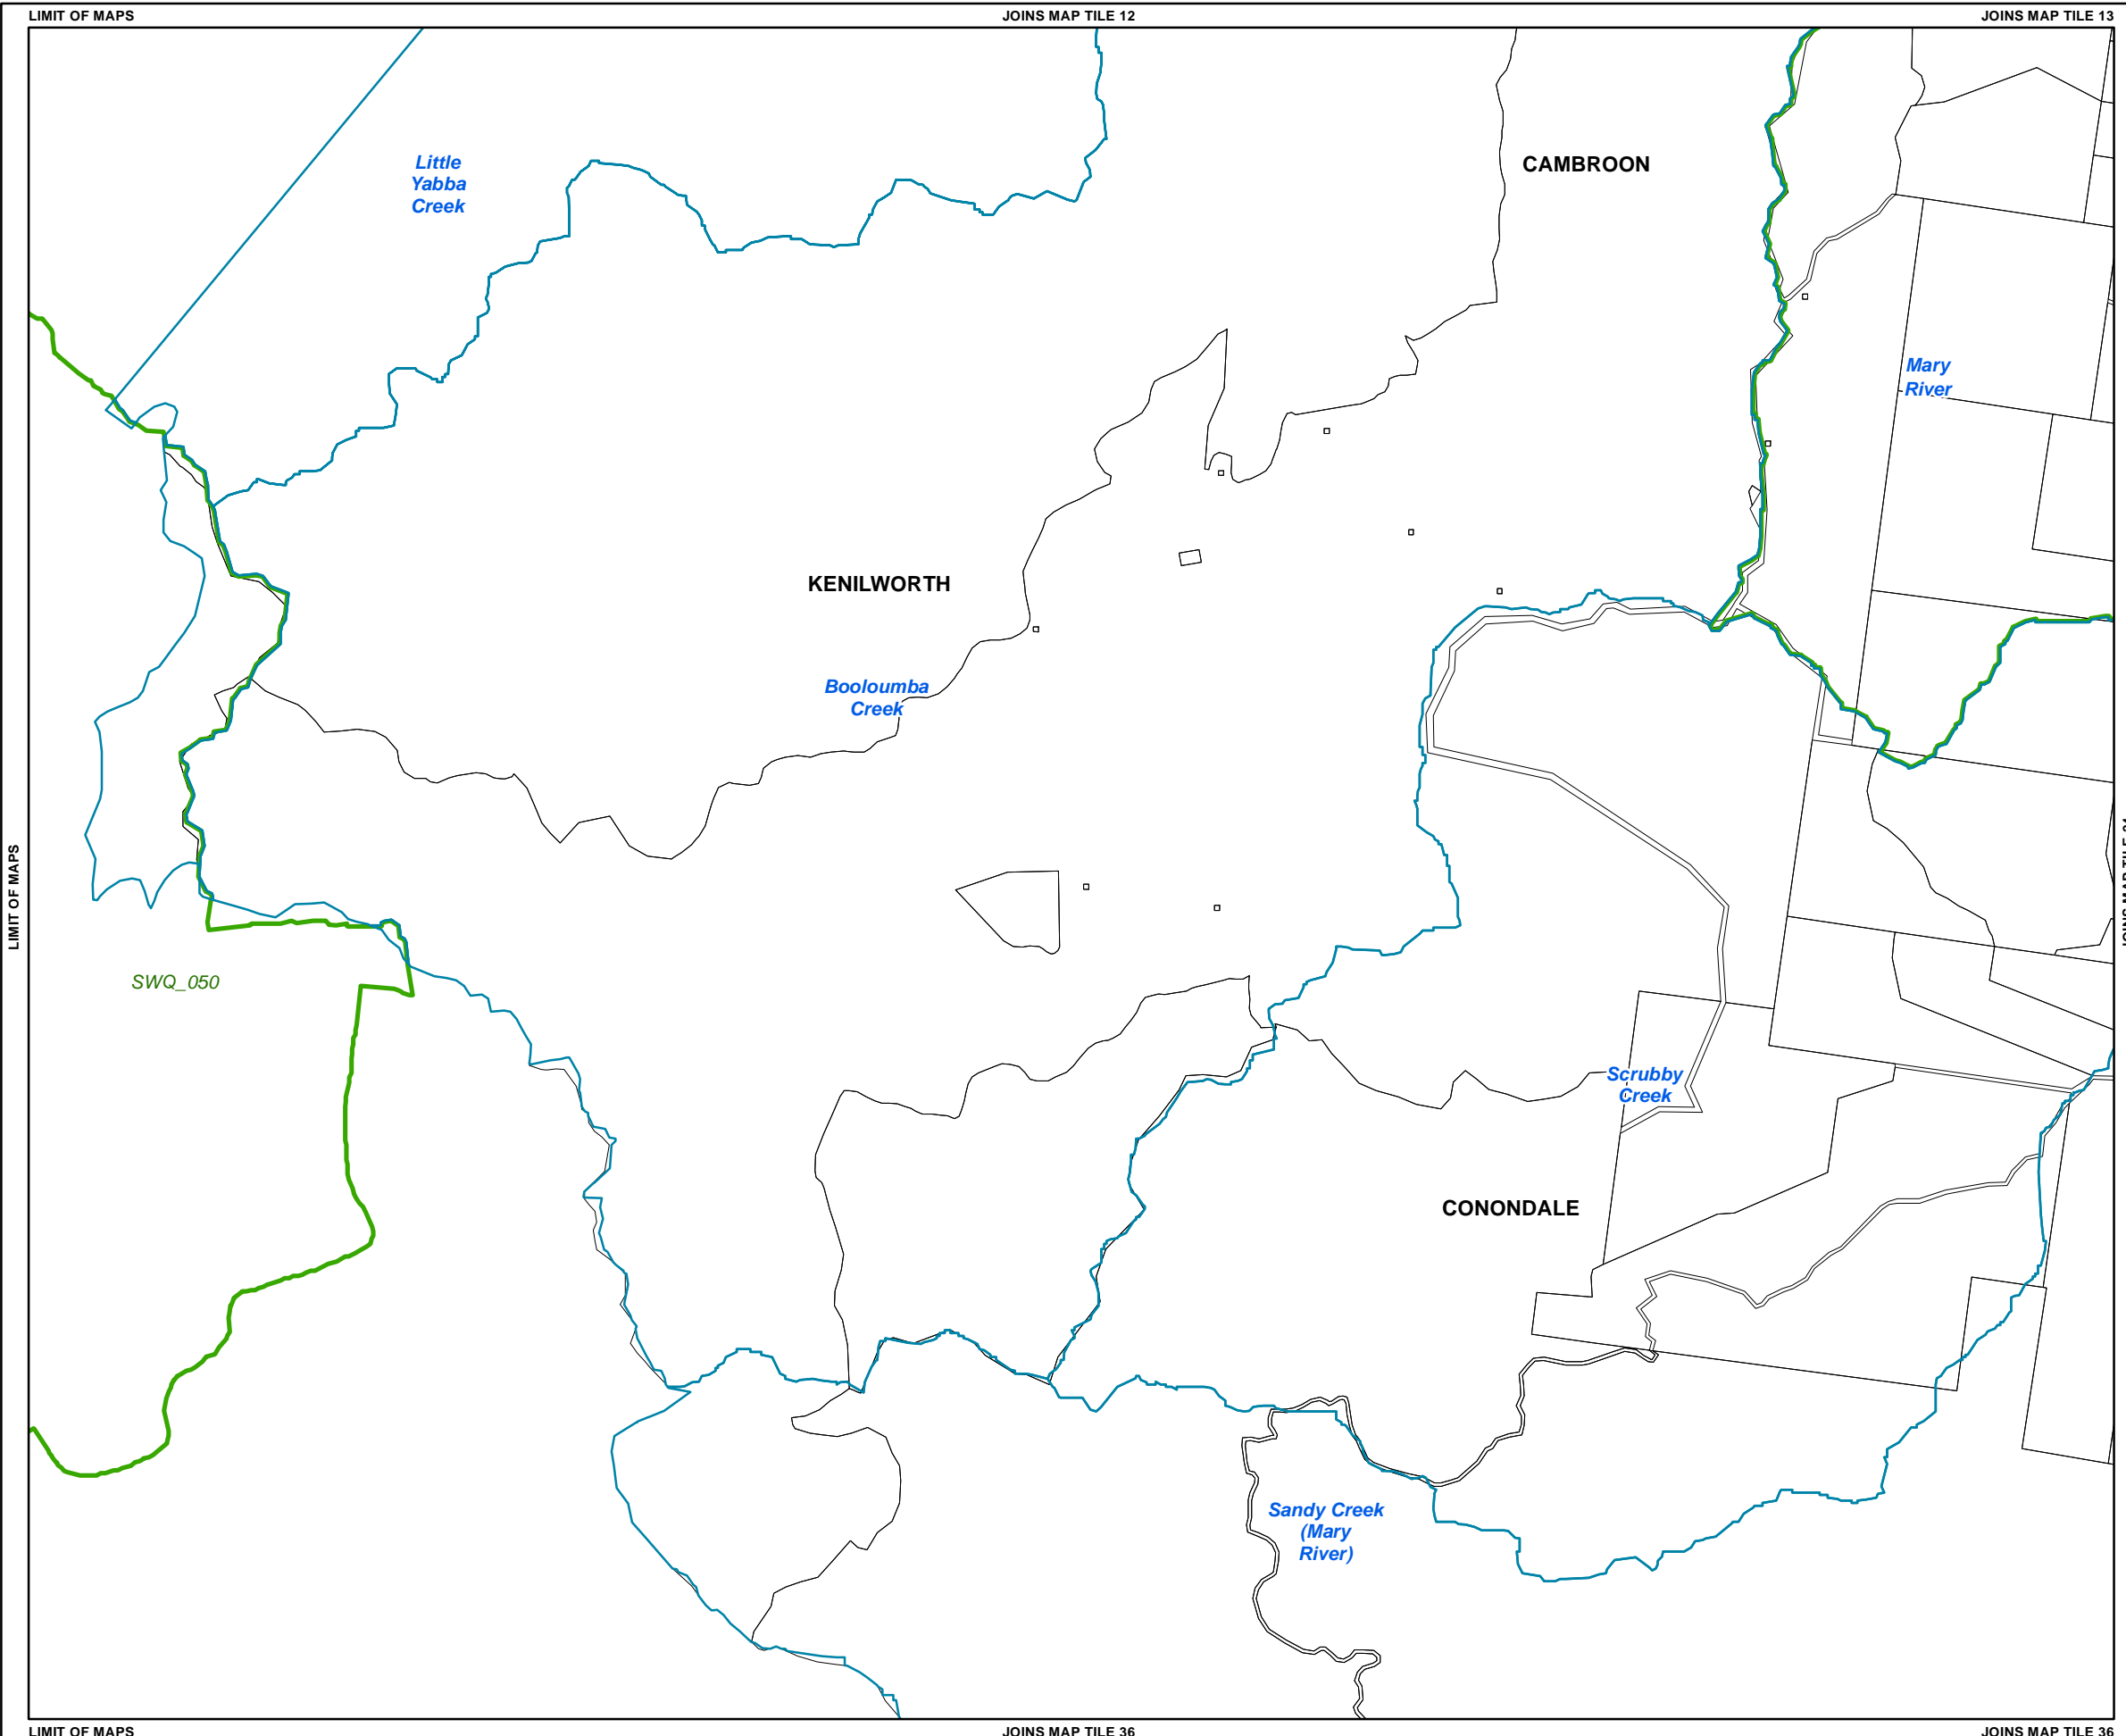 LIMIT OF MAPS
JOINS MAP TILE 12
JOINS MAP TILE 13
Little
Yabba
Creek
CAMBROON
Mary
River
KENILWORTH
Booloumba
Creek
LIMIT OF MAPS
SWQ_050
Scrubby
Creek
CONONDALE
Sandy Creek
(Mary
River)
LIMIT OF MAPS
JOINS MAP TILE 36
JOINS MAP TILE 36